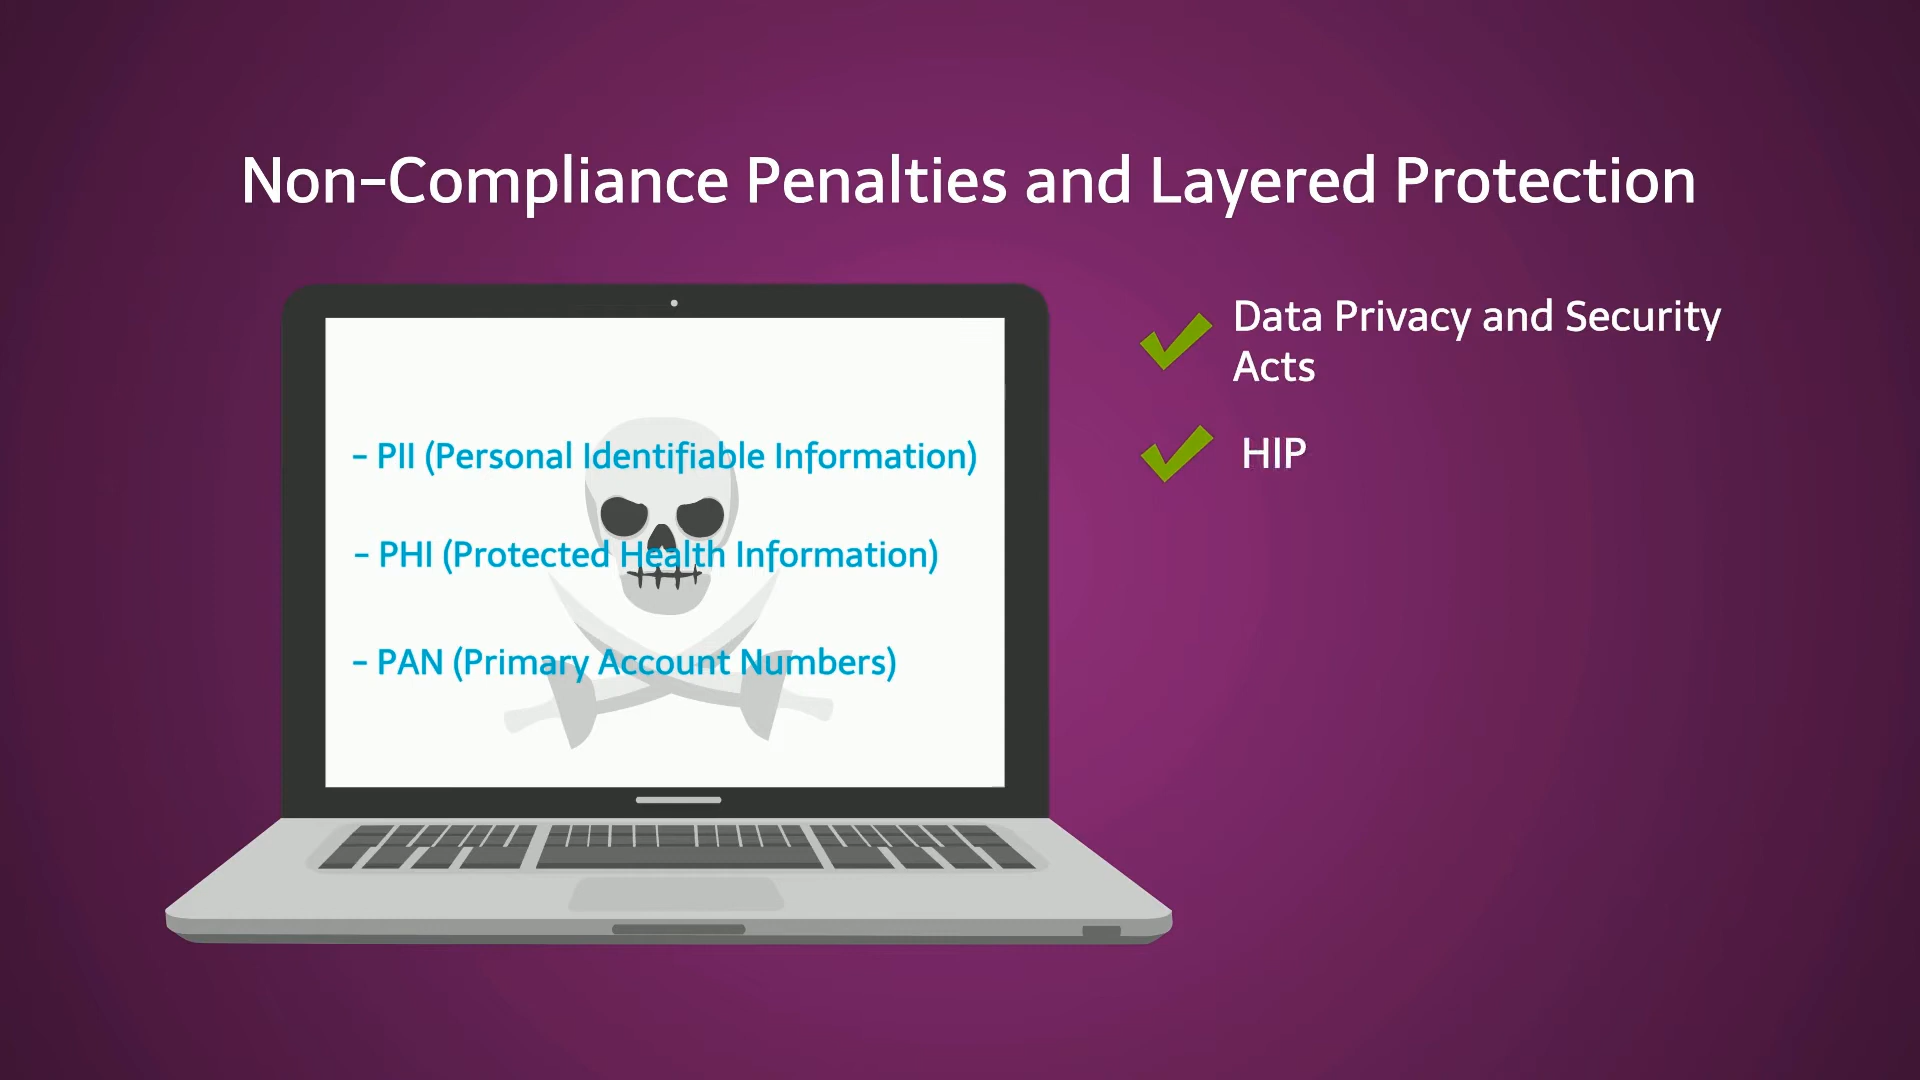 Non-Compliance Penalties and Layered Protection
- PII (Personal Identifiable Information)
- PHI (Protected Health Information)
- PAN (Primary Account Numbers)
Data Privacy and Security
Acts
HIP